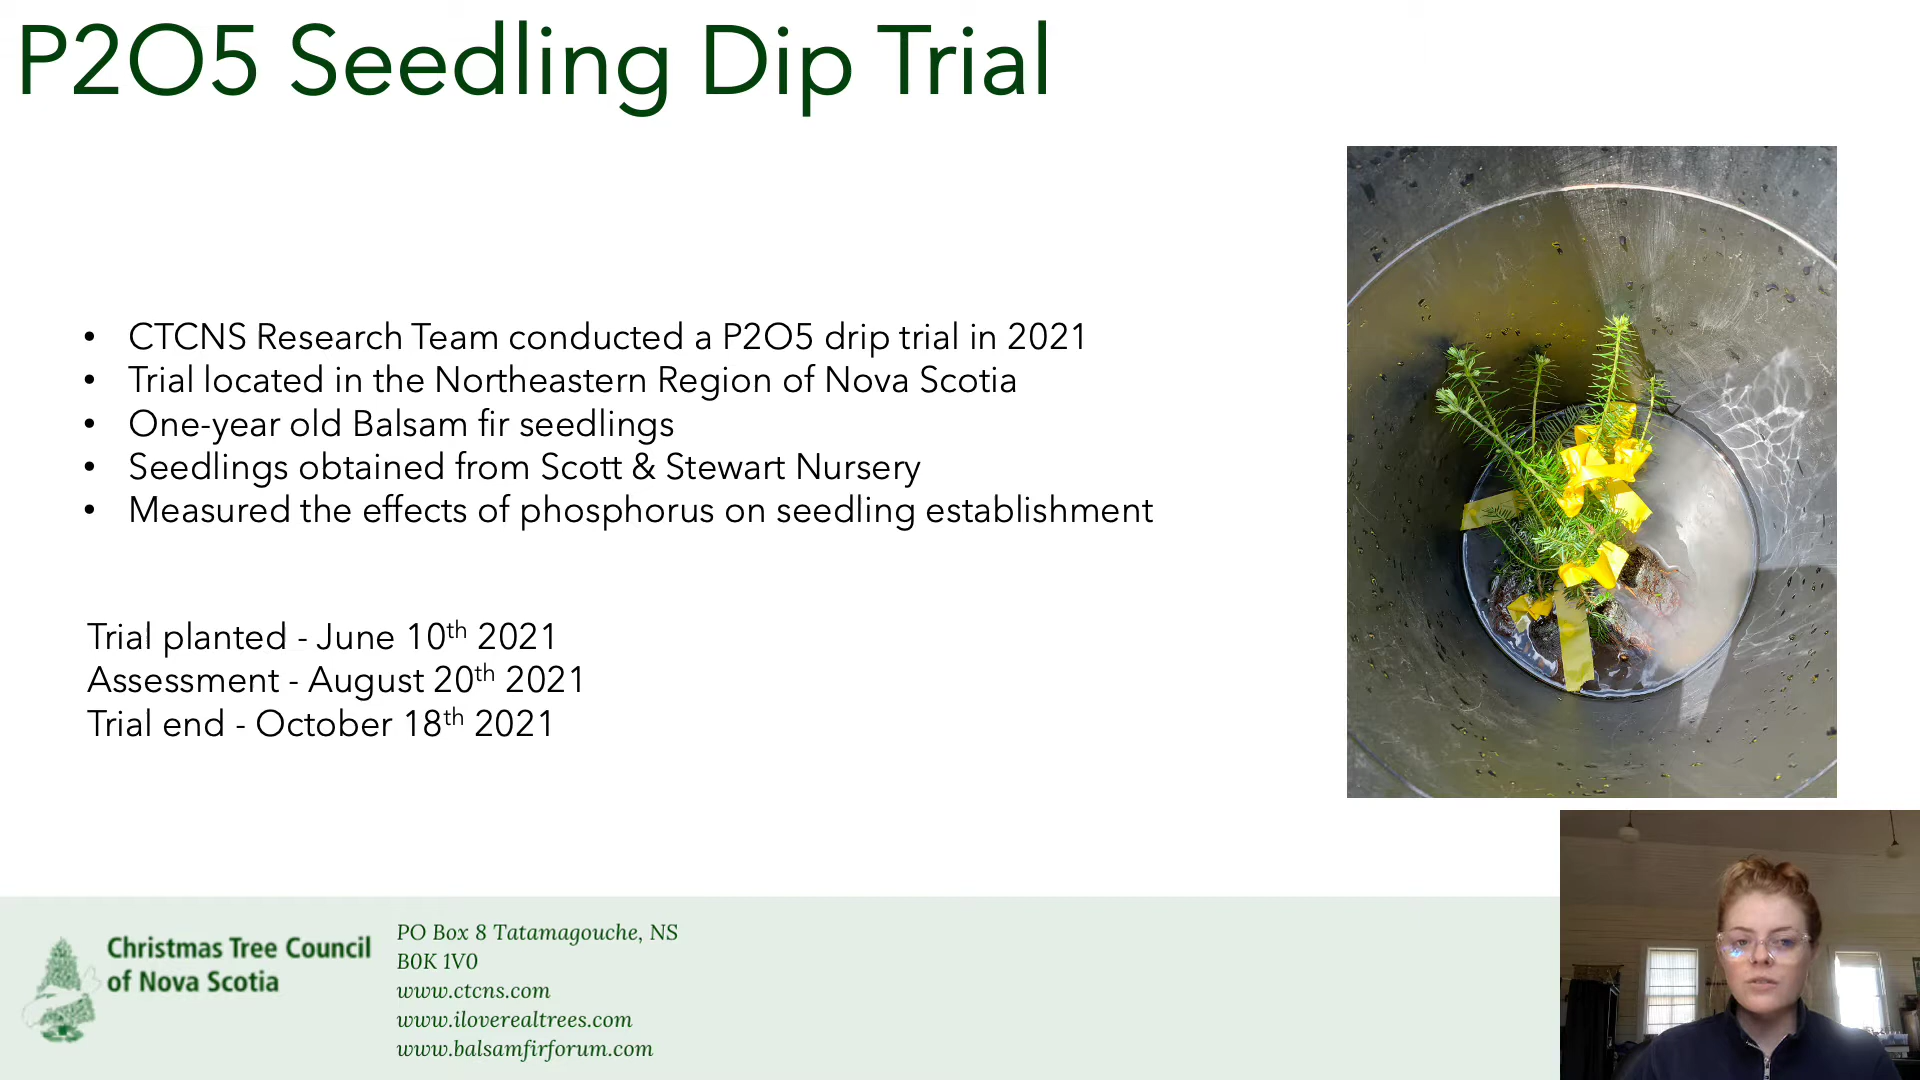 P2O5 Seedling Dip Trial
• CTCNS Research Team conducted a P2O5 drip trial in 2021
• Trial located in the Northeastern Region of Nova Scotia
• One-year old Balsam fir seedlings
• Seedlings obtained from Scott & Stewart Nursery
• Measured the effects of phosphorus on seedling establishment
Trial planted - June 10th 2021
Assessment - August 20th 2021
Trial end - October 18th 2021
Christmas Tree Council
of Nova Scotia
PO Box 8 Tatamagouche, NS
B0K 1V0
www.ctcns.com
www.iloverealtrees.com
www.balsamfirforum.com